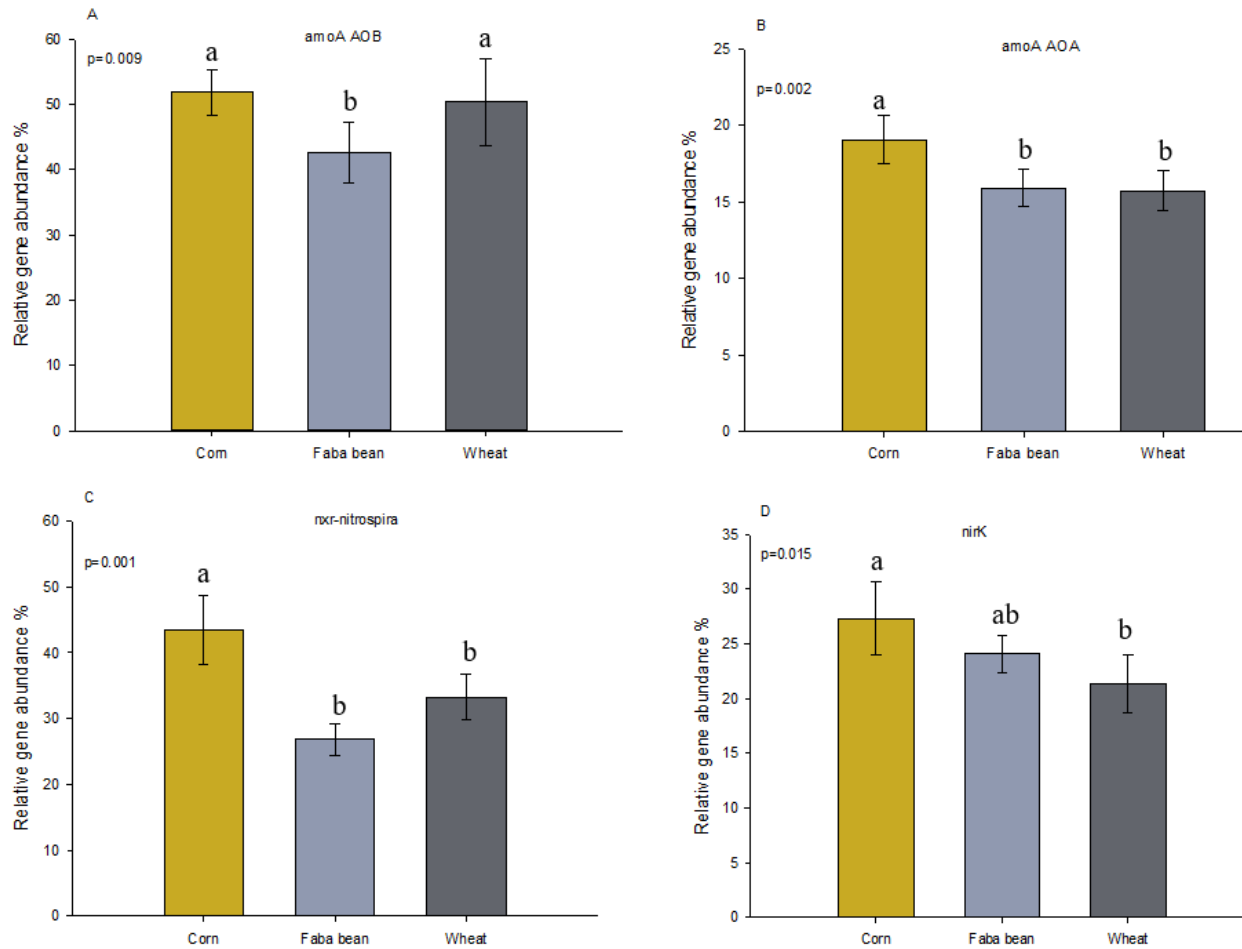 A
amoA AOB
p=0.009
a
b
a
60
50
40
30
20
10
0
Relative gene abundance %
Corn Faba bean Wheat
B
amoA AOA
p=0.002
a
b
b
25
20
15
10
5
0
Relative gene abundance %
Corn Faba bean Wheat
C
nxr-nitrospira
p=0.001
a
b
b
60
50
40
30
20
10
0
Relative gene abundance %
Corn Faba bean Wheat
D
nirK
p=0.015
a
ab
b
35
30
25
20
15
10
5
0
Relative gene abundance %
Corn Faba bean Wheat